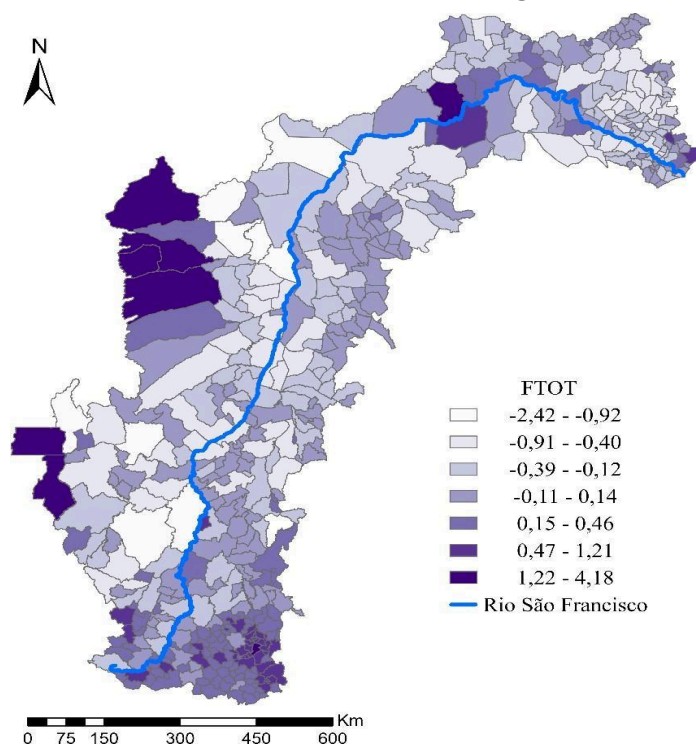 N
FTOT
-2,42 - -0,92
-0,91 - -0,40
-0,39 - -0,12
-0,11 - 0,14
0,15 - 0,46
0,47 - 1,21
1,22 - 4,18
Rio São Francisco
Km
0 75 150 300 450 600